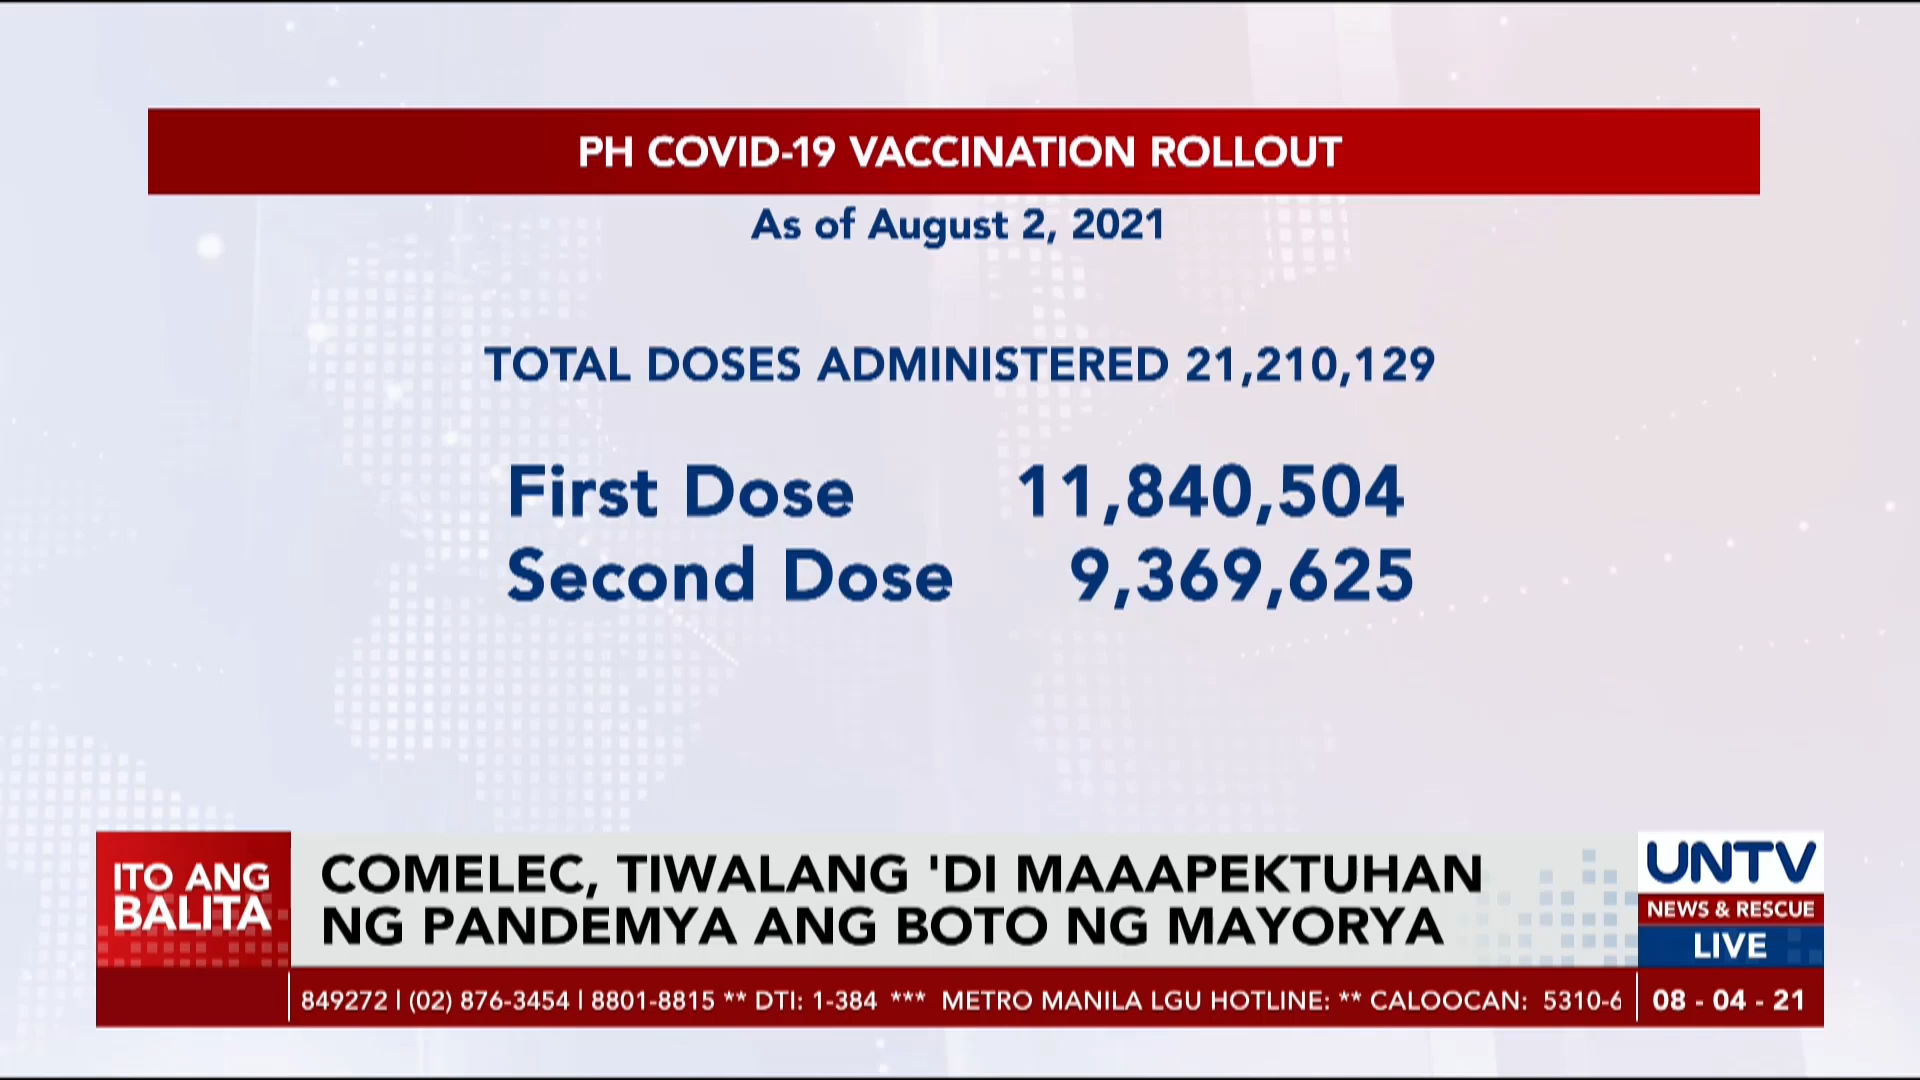 PH COVID-19 VACCINATION ROLLOUT
As of August 2, 2021
TOTAL DOSES ADMINISTERED 21,210,129
First Dose 11,840,504
Second Dose 9,369,625
ITO ANG
BALITA
COMELEC, TIWALANG 'DI MAAAPEKTUHAN
NG PANDEMYA ANG BOTO NG MAYORYA
UNTV
NEWS & RESCUE
LIVE
849272 | (02) 876-3454 | 8801-8815 ** DTI: 1-384 *** METRO MANILA LGU HOTLINE: ** CALOOCAN: 5310-6
08 - 04 - 21